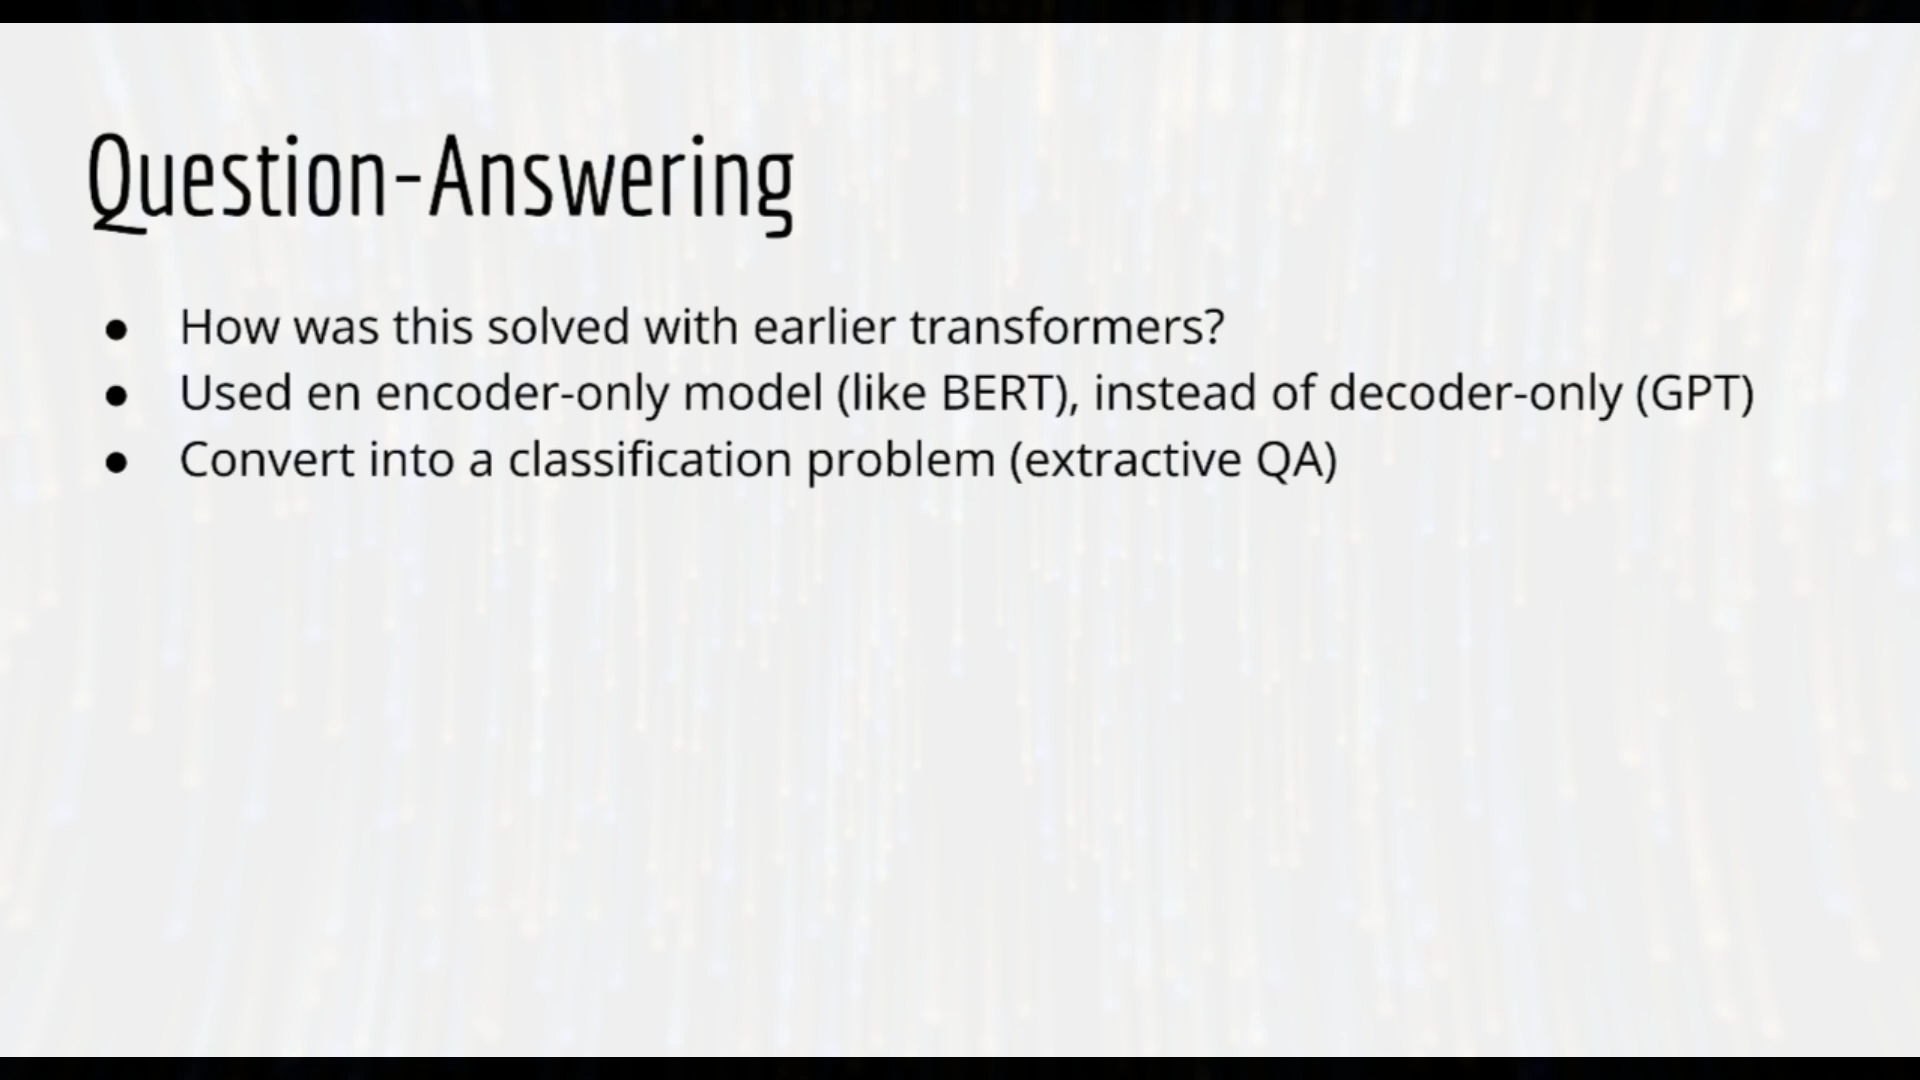 Question-Answering
● How was this solved with earlier transformers?
● Used en encoder-only model (like BERT), instead of decoder-only (GPT)
● Convert into a classification problem (extractive QA)